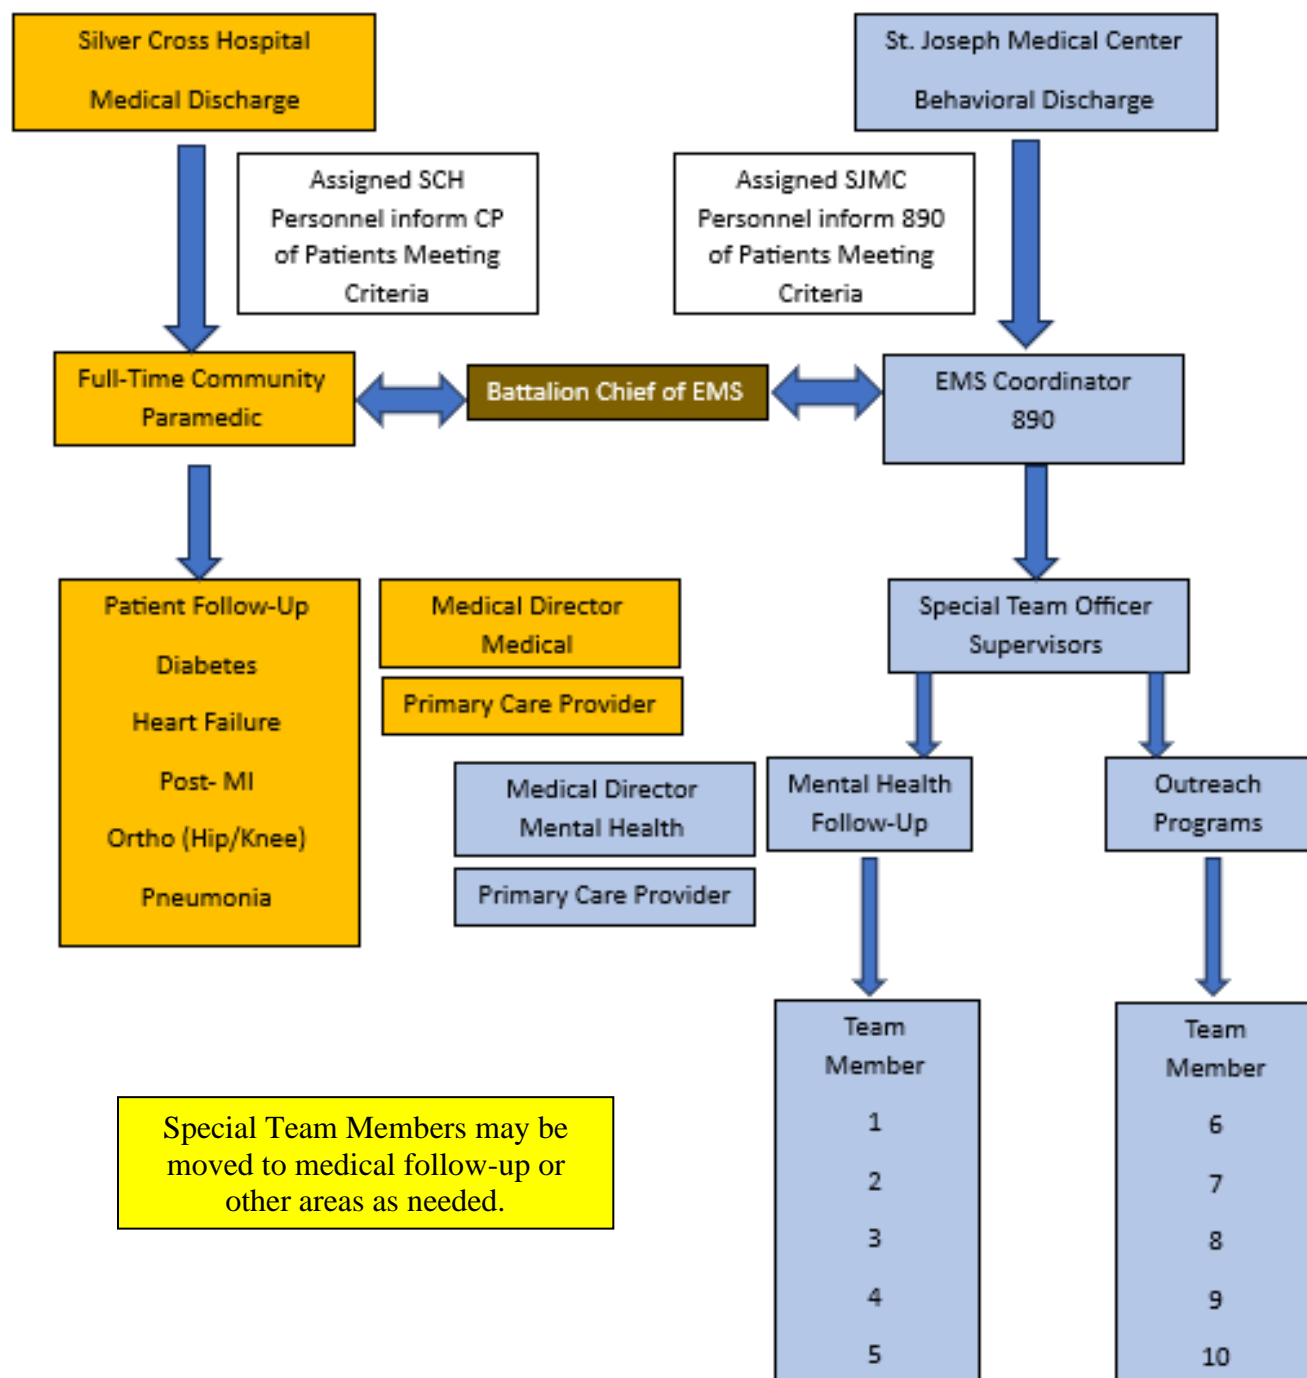 Silver Cross Hospital
Medical Discharge
St. Joseph Medical Center
Behavioral Discharge
Assigned SCH
Personnel inform CP
of Patients Meeting
Criteria
Assigned SJMC
Personnel inform 890
of Patients Meeting
Criteria
Full-Time Community
Paramedic
Battalion Chief of EMS
EMS Coordinator
890
Patient Follow-Up
Diabetes
Heart Failure
Post- MI
Ortho (Hip/Knee)
Pneumonia
Medical Director
Medical
Primary Care Provider
Special Team Officer
Supervisors
Medical Director
Mental Health
Primary Care Provider
Mental Health
Follow-Up
Outreach
Programs
Team
Member
1
2
3
4
5
Team
Member
6
7
8
9
10
Special Team Members may be
moved to medical follow-up or
other areas as needed.